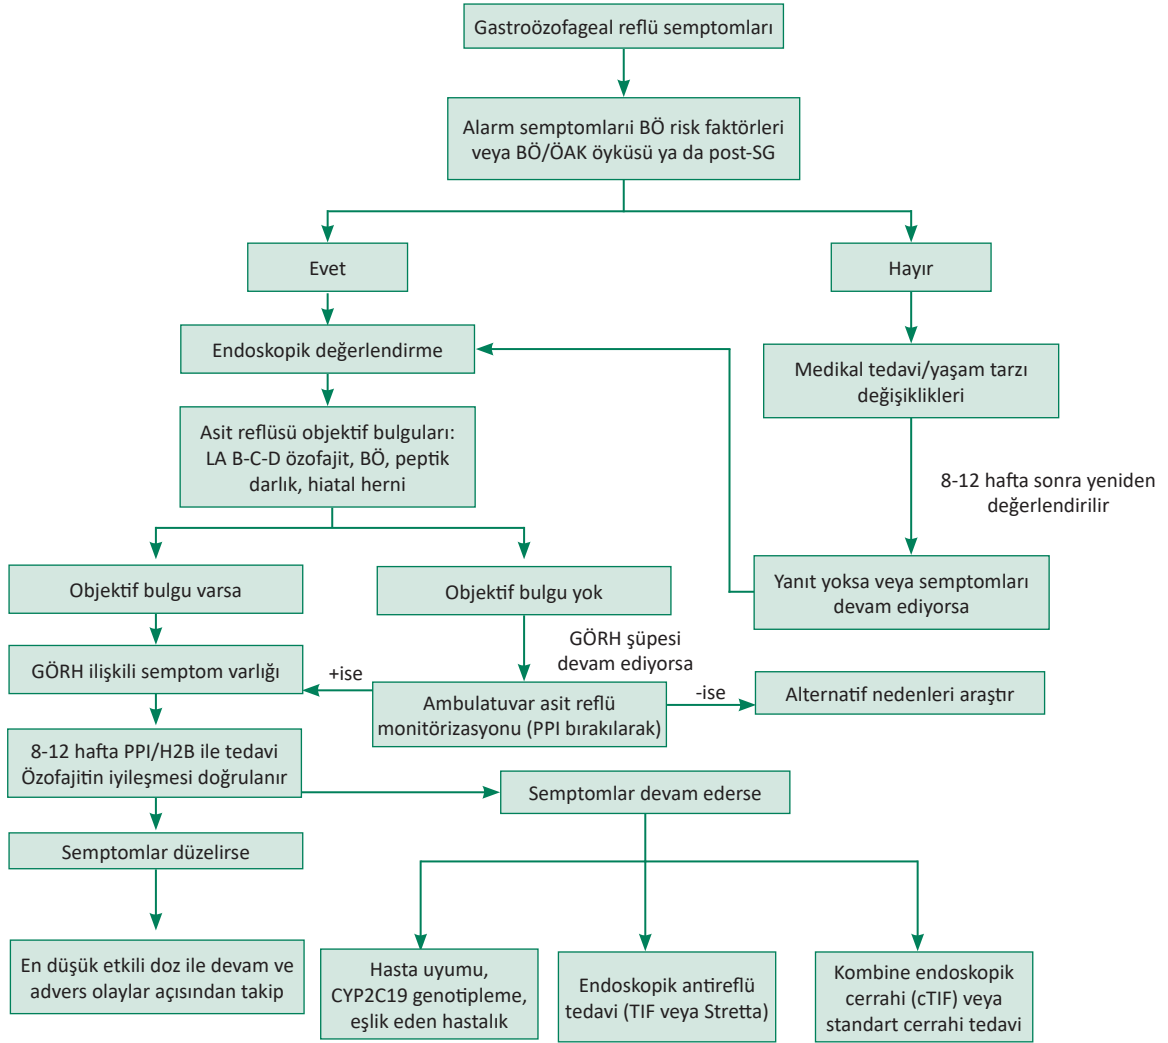 Gastroözofageal reflü semptomları
Alarm semptomlarıi BÖ risk faktörleri
veya BÖ/ÖAK öyküsü ya da post-SG
Evet
Hayır
Endoskopik değerlendirme
Medikal tedavi/yaşam tarzı
değişiklikleri
Asit reflüsü objektif bulguları:
LA B-C-D özofajit, BÖ, peptik
darlık, hiatal herni
8-12 hafta sonra yeniden
değerlendirilir
Objektif bulgu varsa
Objektif bulgu yok
Yanıt yoksa veya semptomları
devam ediyorsa
GÖRH şüpesi
devam ediyorsa
GÖRH ilişkili semptom varlığı
+ise
Ambulatuvar asit reflü
monitörizasyonu (PPI bırakılarak)
-ise
Alternatif nedenleri araştır
8-12 hafta PPI/H2B ile tedavi
Özofajitin iyileşmesi doğrulanır
Semptomlar devam ederse
Semptomlar düzelirse
En düşük etkili doz ile devam ve
advers olaylar açısından takip
Hasta uyumu,
CYP2C19 genotipleme,
eşlik eden hastalık
Endoskopik antireflü
tedavi (TIF veya Stretta)
Kombine endoskopik
cerrahi (cTIF) veya
standart cerrahi tedavi